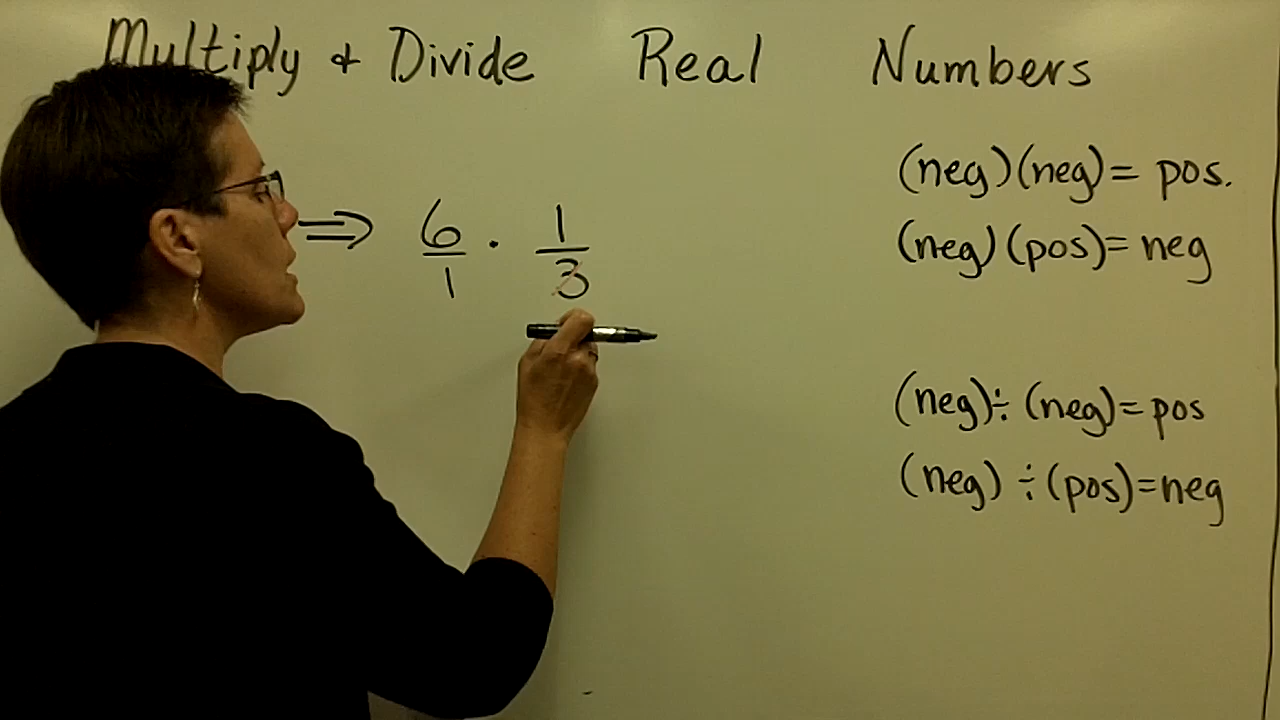 Multiply + Divide Real Numbers
(neg)(neg) = pos.
⇒ 6/1 · 1/3
(neg)(pos) = neg
(neg) ÷ (neg) = pos
(neg) ÷ (pos) = neg